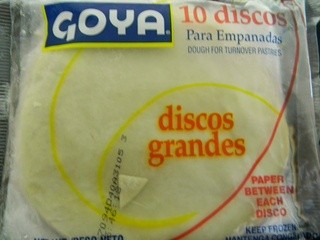 GOYA
10 discos
Para Empanadas
DOUGH FOR TURNOVER PASTRIES
discos
grandes
PAPER
BETWEEN
EACH
DISCO
KEEP FROZEN